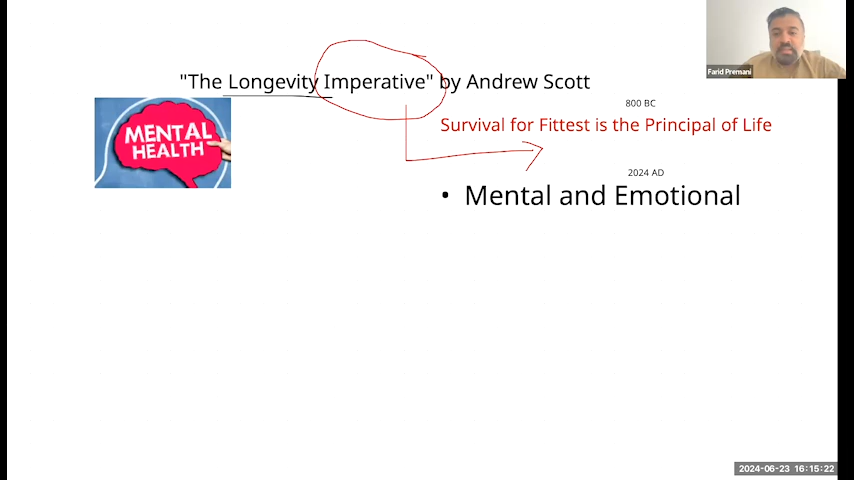 Farid Premani
"The Longevity Imperative" by Andrew Scott
800 BC
Survival for Fittest is the Principal of Life
MENTAL
HEALTH
2024 AD
• Mental and Emotional
2024-06-23 16:15:22